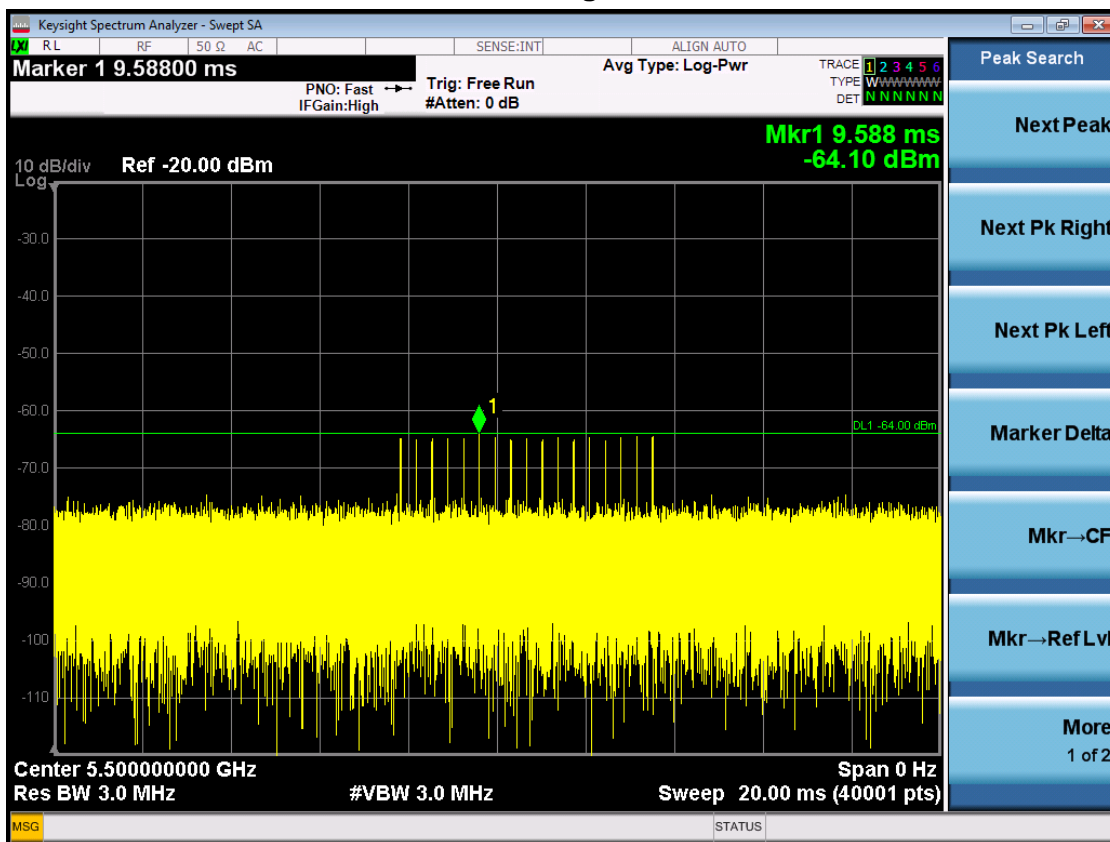 Keysight Spectrum Analyzer - Swept SA
LXI RL RF 50 Ω AC SENSE:INT ALIGN AUTO
Marker 1 9.58800 ms
PNO: Fast
IFGain:High
Trig: Free Run
#Atten: 0 dB
Avg Type: Log-Pwr
TRACE 1 2 3 4 5 6
TYPE WWWWWW
DET N N N N N N
Mkr1 9.588 ms
-64.10 dBm
10 dB/div Ref -20.00 dBm
Log
-30.0
-40.0
-50.0
-60.0
1
DL1 -64.00 dBm
-70.0
-80.0
-90.0
-100
-110
Center 5.500000000 GHz Span 0 Hz
Res BW 3.0 MHz #VBW 3.0 MHz Sweep 20.00 ms (40001 pts)
MSG STATUS
Peak Search
Next Peak
Next Pk Right
Next Pk Left
Marker Delta
Mkr→CF
Mkr→Ref Lvl
More
1 of 2